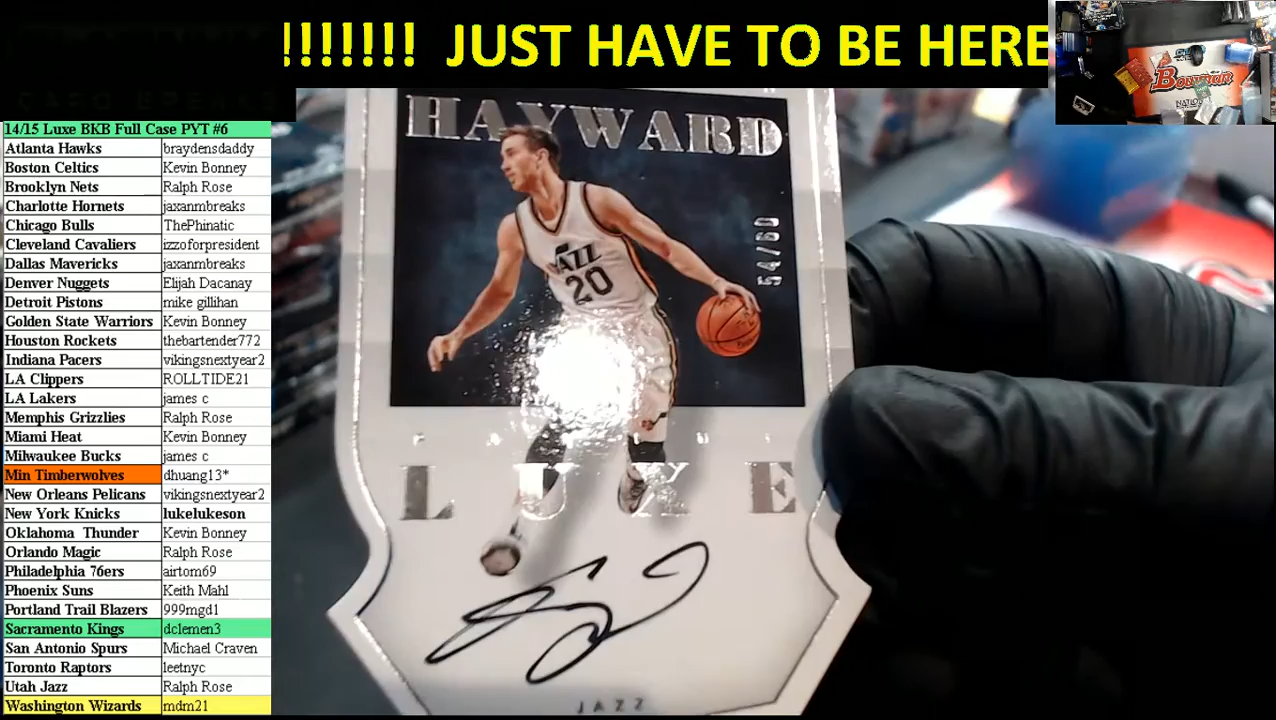 !!!!!!! JUST HAVE TO BE HERE
14/15 Luxe BKB Full Case PYT #6
Atlanta Hawks braydensdaddy
Boston Celtics Kevin Bonney
Brooklyn Nets Ralph Rose
Charlotte Hornets jaxanmbreaks
Chicago Bulls ThePhinatic
Cleveland Cavaliers izzoforpresident
Dallas Mavericks jaxanmbreaks
Denver Nuggets Elijah Dacanay
Detroit Pistons mike gillihan
Golden State Warriors Kevin Bonney
Houston Rockets thebartender772
Indiana Pacers vikingsnextyear2
LA Clippers ROLLTIDE21
LA Lakers james c
Memphis Grizzlies Ralph Rose
Miami Heat Kevin Bonney
Milwaukee Bucks james c
Min Timberwolves dhuang13*
New Orleans Pelicans vikingsnextyear2
New York Knicks lukelukeson
Oklahoma Thunder Kevin Bonney
Orlando Magic Ralph Rose
Philadelphia 76ers airtom69
Phoenix Suns Keith Mahl
Portland Trail Blazers 999mgd1
Sacramento Kings dclemen3
San Antonio Spurs Michael Craven
Toronto Raptors leetnyc
Utah Jazz Ralph Rose
Washington Wizards mdm21
HAYWARD
54/60
JAZZ
20
LUXE
JAZZ
Bowman